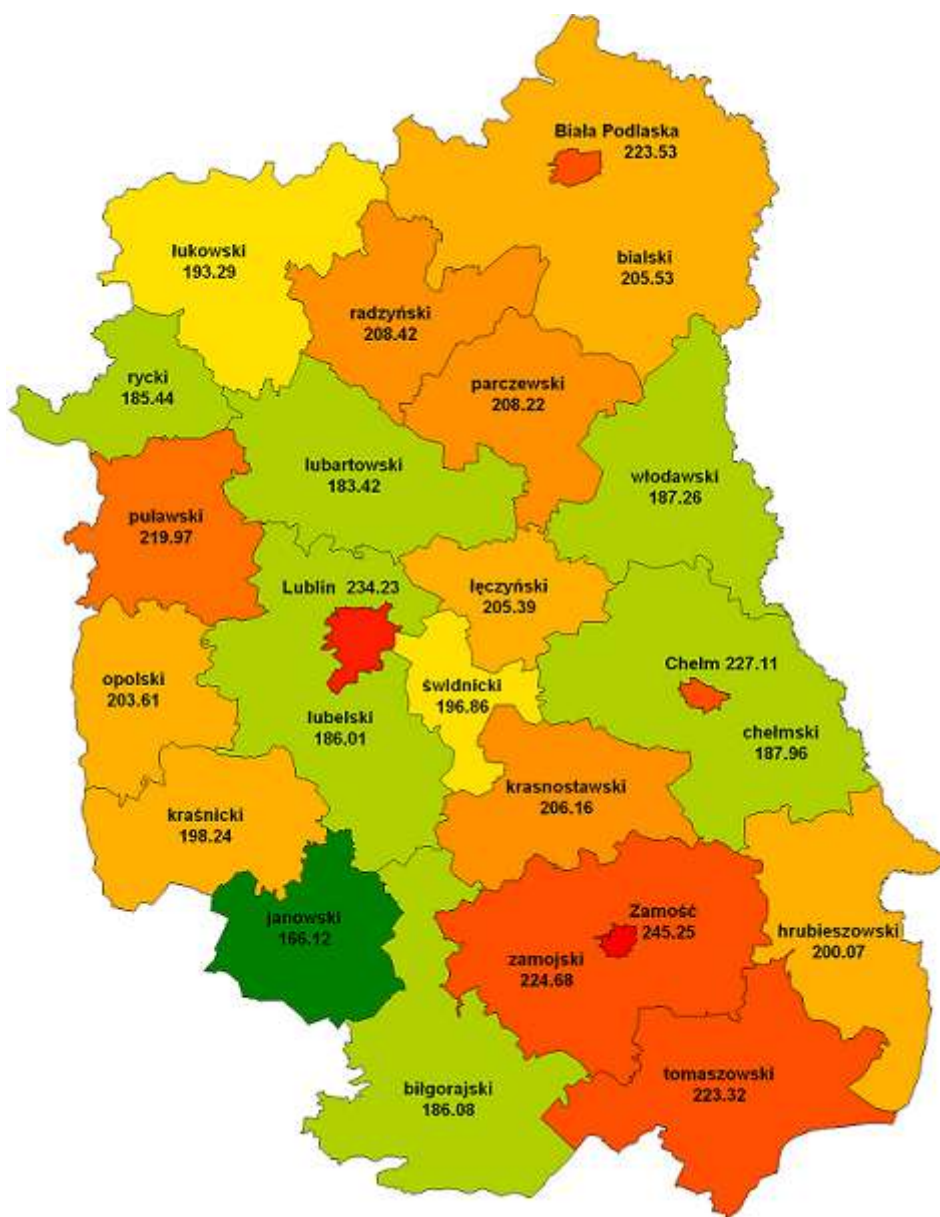 Biała Podlaska
223.53
łukowski
193.29
bialski
205.53
radzyński
208.42
rycki
185.44
parczewski
208.22
lubartowski
183.42
włodawski
187.26
puławski
219.97
Lublin 234.23
łęczyński
205.39
opolski
203.61
świdnicki
196.86
Chełm 227.11
lubelski
186.01
chełmski
187.96
krasnostawski
206.16
kraśnicki
198.24
janowski
166.12
Zamość
245.25
hrubieszowski
200.07
zamojski
224.68
tomaszowski
223.32
biłgorajski
186.08